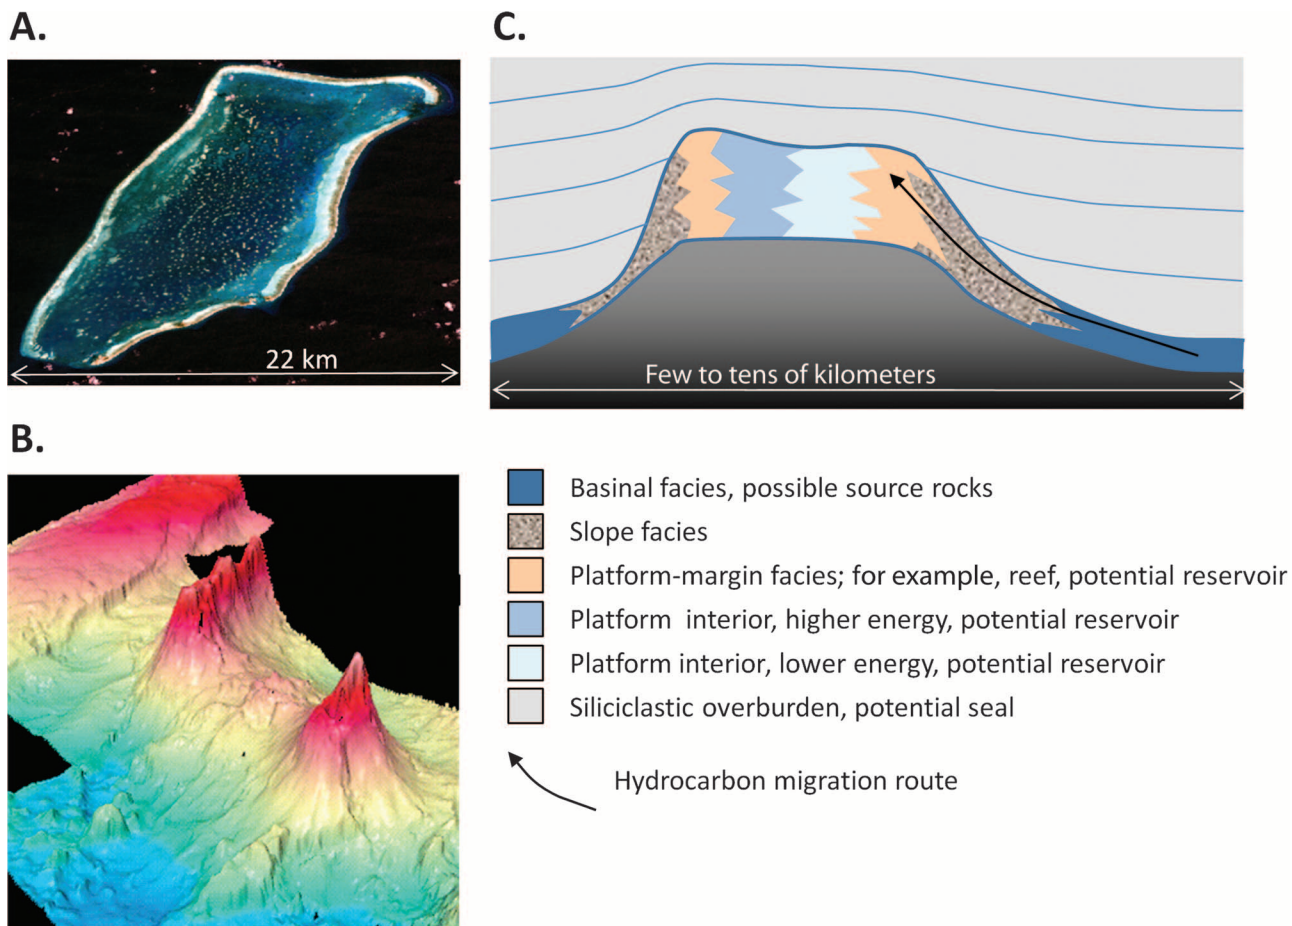 A.
22 km
B.
C.
Few to tens of kilometers
Basinal facies, possible source rocks
Slope facies
Platform-margin facies; for example, reef, potential reservoir
Platform interior, higher energy, potential reservoir
Platform interior, lower energy, potential reservoir
Siliciclastic overburden, potential seal
Hydrocarbon migration route